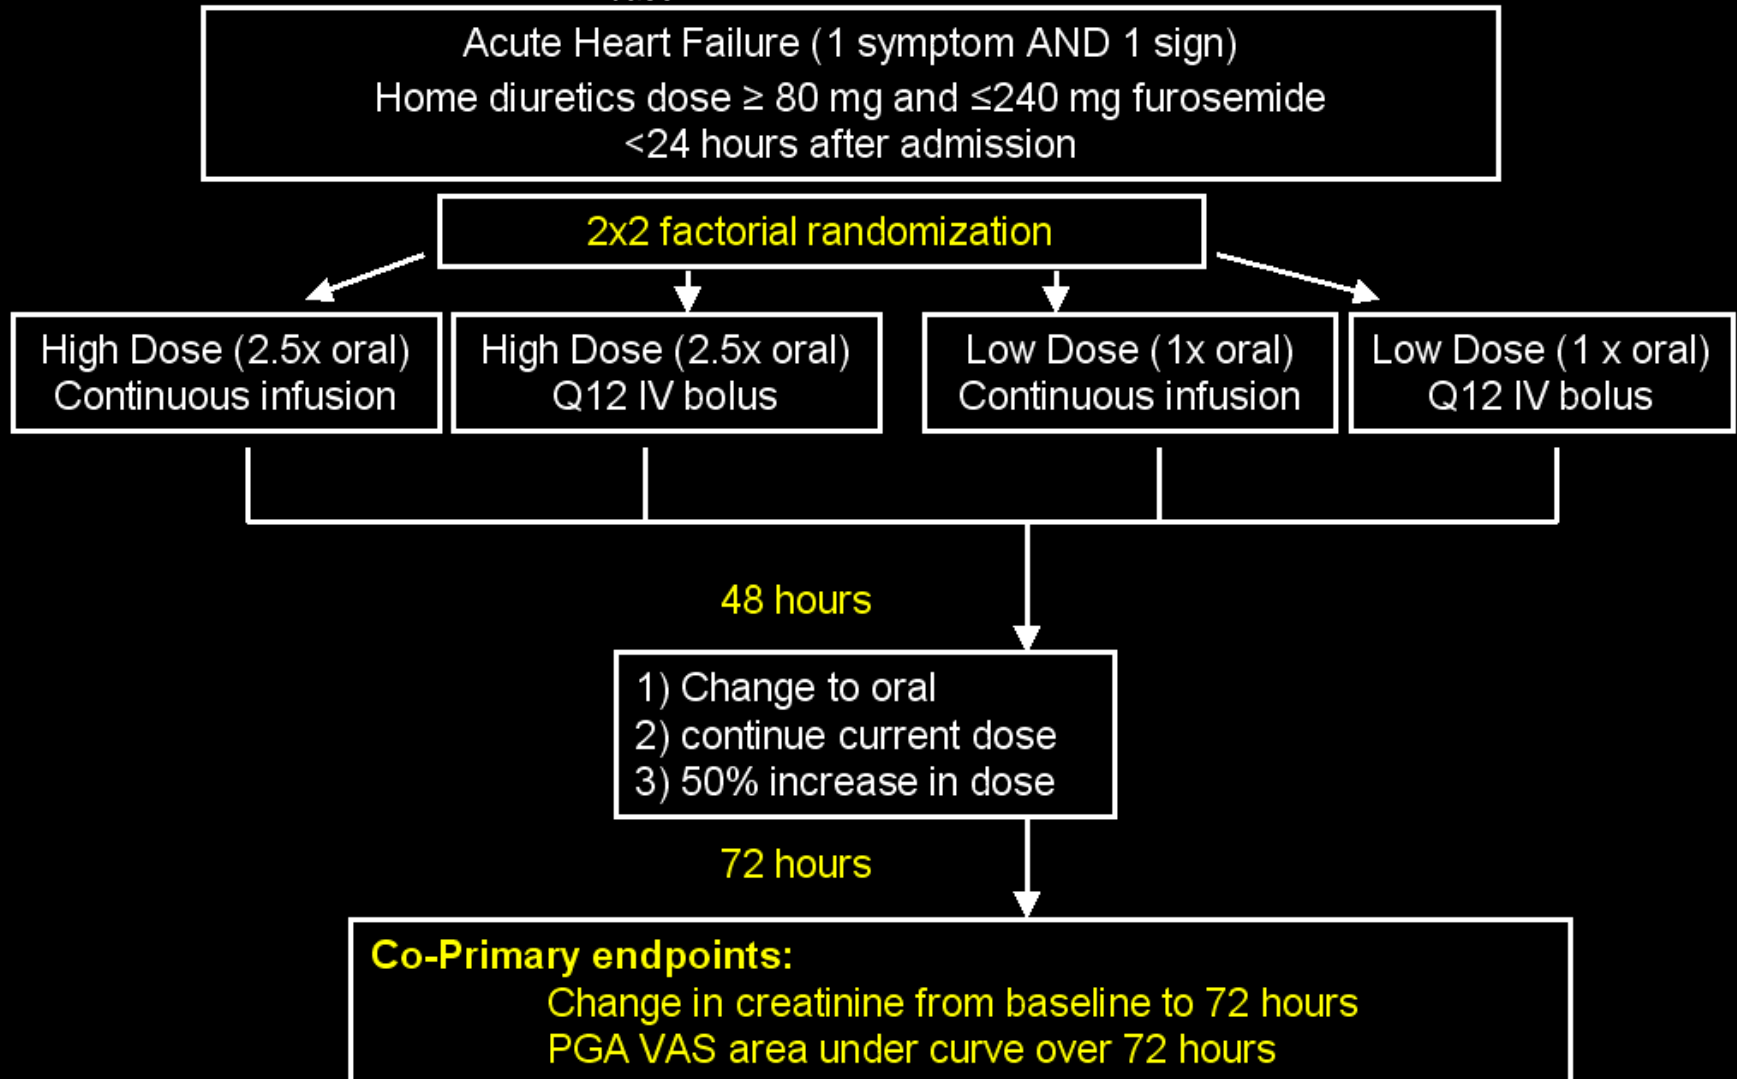 Acute Heart Failure (1 symptom AND 1 sign)
Home diuretics dose ≥ 80 mg and ≤240 mg furosemide
<24 hours after admission
2x2 factorial randomization
High Dose (2.5x oral)
Continuous infusion
High Dose (2.5x oral)
Q12 IV bolus
Low Dose (1x oral)
Continuous infusion
Low Dose (1 x oral)
Q12 IV bolus
48 hours
1) Change to oral
2) continue current dose
3) 50% increase in dose
72 hours
Co-Primary endpoints:
Change in creatinine from baseline to 72 hours
PGA VAS area under curve over 72 hours